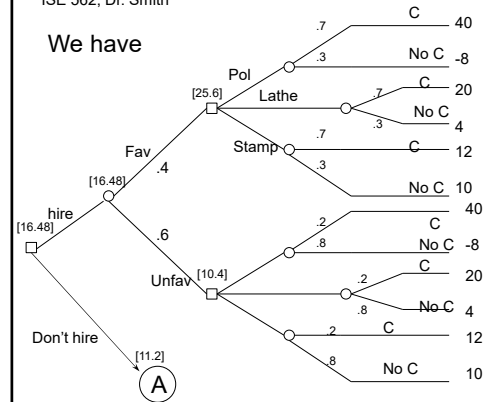 ISE 562, Dr. Smith
We have
C
40
.7
.3
No C
-8
Pol
[25.6]
Lathe
C
20
.7
.3
No C
4
Stamp
.7
C
12
.3
No C
10
Fav
.4
[16.48]
hire
[16.48]
.6
.2
40
C
.8
No C
-8
Unfav
[10.4]
.2
C
20
.8
No C
4
.2
C
12
.8
No C
10
Don't hire
[11.2]
A